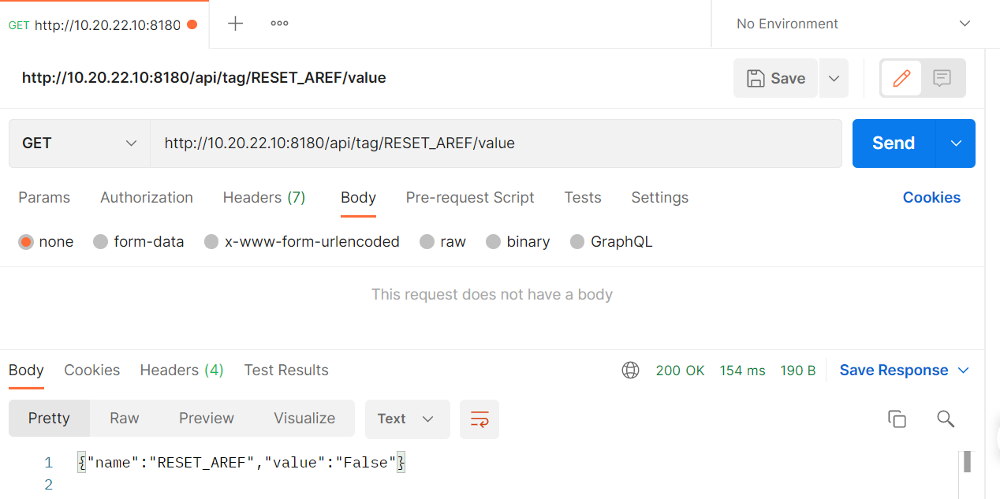 GET http://10.20.22.10:8180
No Environment
http://10.20.22.10:8180/api/tag/RESET_AREF/value
Save
GET
http://10.20.22.10:8180/api/tag/RESET_AREF/value
Send
Params Authorization Headers (7) Body Pre-request Script Tests Settings Cookies
none form-data x-www-form-urlencoded raw binary GraphQL
This request does not have a body
Body Cookies Headers (4) Test Results 200 OK 154 ms 190 B Save Response
Pretty Raw Preview Visualize Text
1 {"name":"RESET_AREF","value":"False"}
2